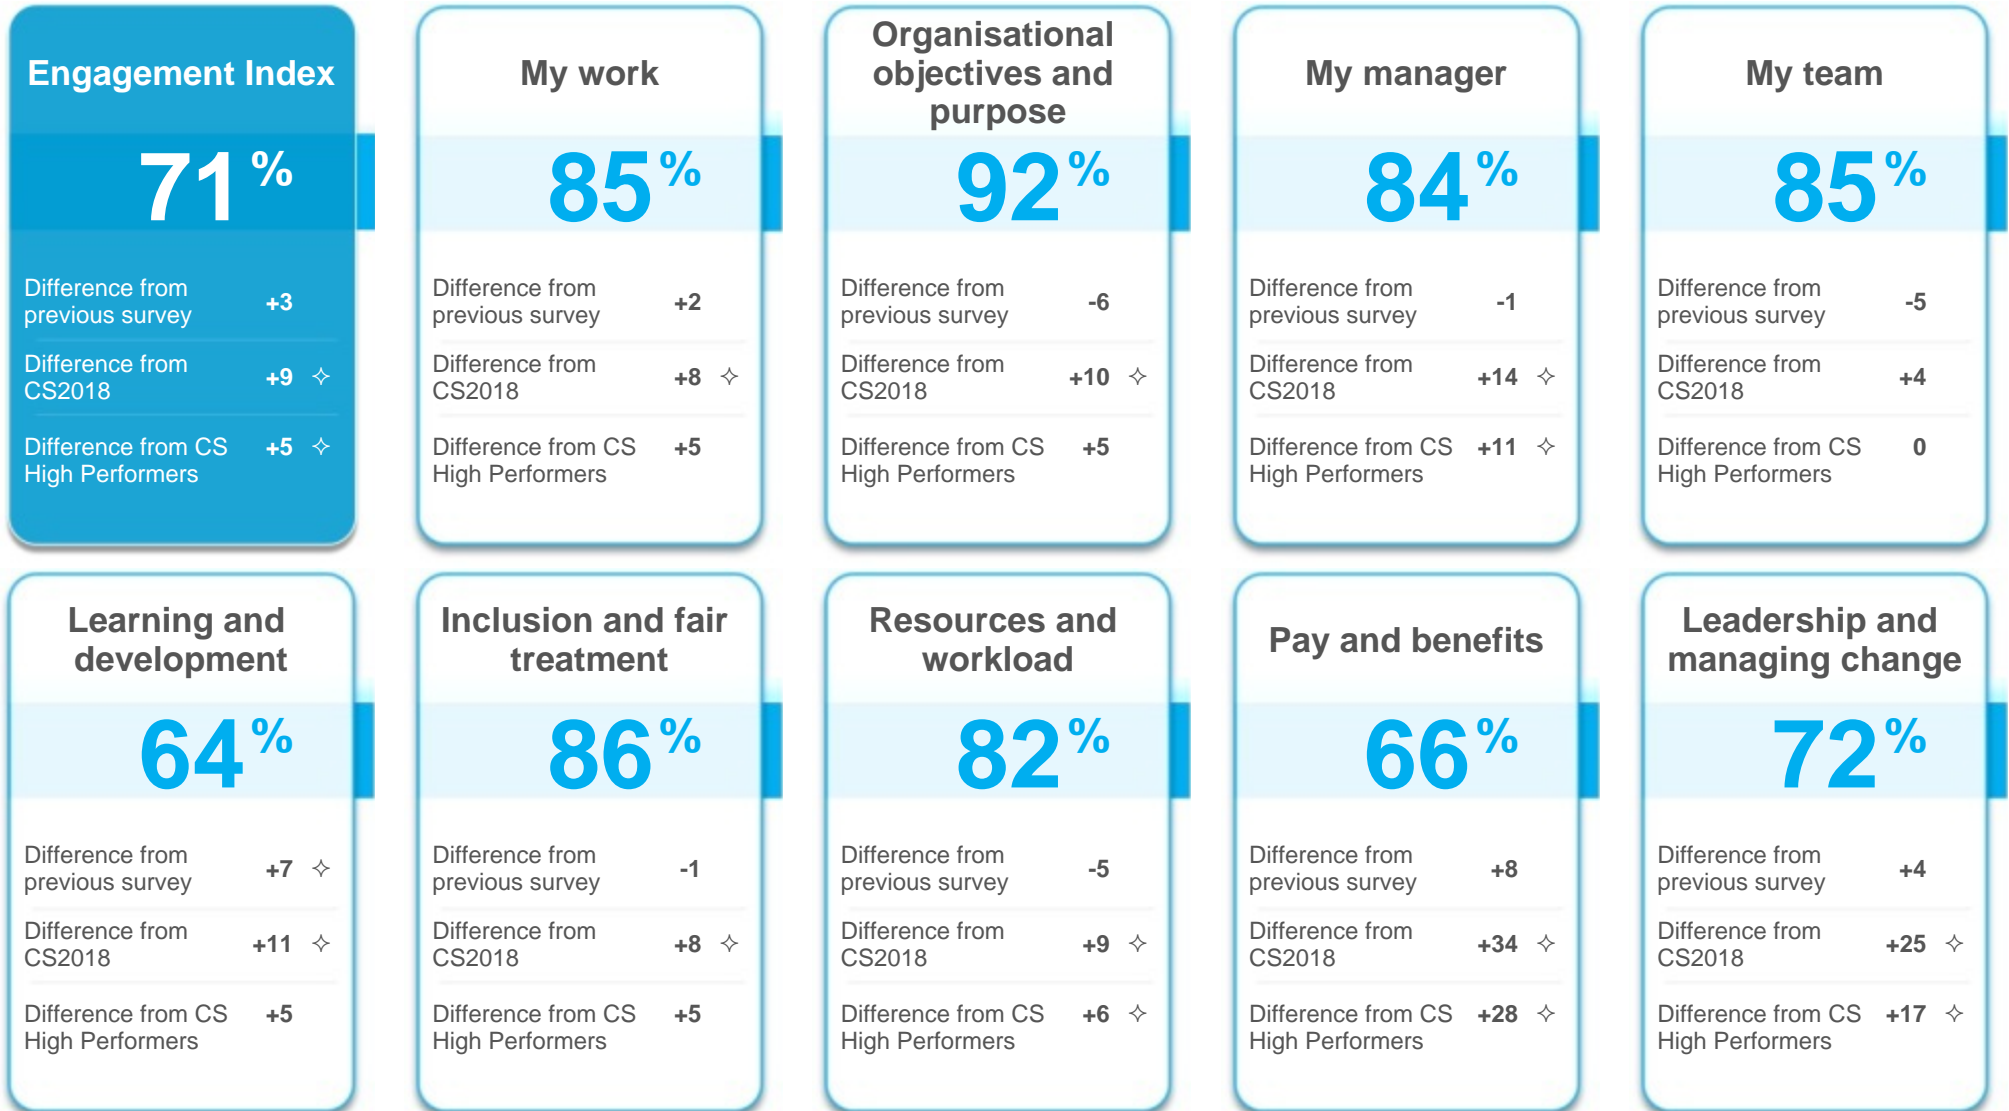 Engagement Index
71%
Difference from
previous survey +3
Difference from
CS2018 +9 ✧
Difference from CS
High Performers +5 ✧
My work
85%
Difference from
previous survey +2
Difference from
CS2018 +8 ✧
Difference from CS
High Performers +5
Organisational
objectives and
purpose
92%
Difference from
previous survey -6
Difference from
CS2018 +10 ✧
Difference from CS
High Performers +5
My manager
84%
Difference from
previous survey -1
Difference from
CS2018 +14 ✧
Difference from CS
High Performers +11 ✧
My team
85%
Difference from
previous survey -5
Difference from
CS2018 +4
Difference from CS
High Performers 0
Learning and
development
64%
Difference from
previous survey +7 ✧
Difference from
CS2018 +11 ✧
Difference from CS
High Performers +5
Inclusion and fair
treatment
86%
Difference from
previous survey -1
Difference from
CS2018 +8 ✧
Difference from CS
High Performers +5
Resources and
workload
82%
Difference from
previous survey -5
Difference from
CS2018 +9 ✧
Difference from CS
High Performers +6 ✧
Pay and benefits
66%
Difference from
previous survey +8
Difference from
CS2018 +34 ✧
Difference from CS
High Performers +28 ✧
Leadership and
managing change
72%
Difference from
previous survey +4
Difference from
CS2018 +25 ✧
Difference from CS
High Performers +17 ✧